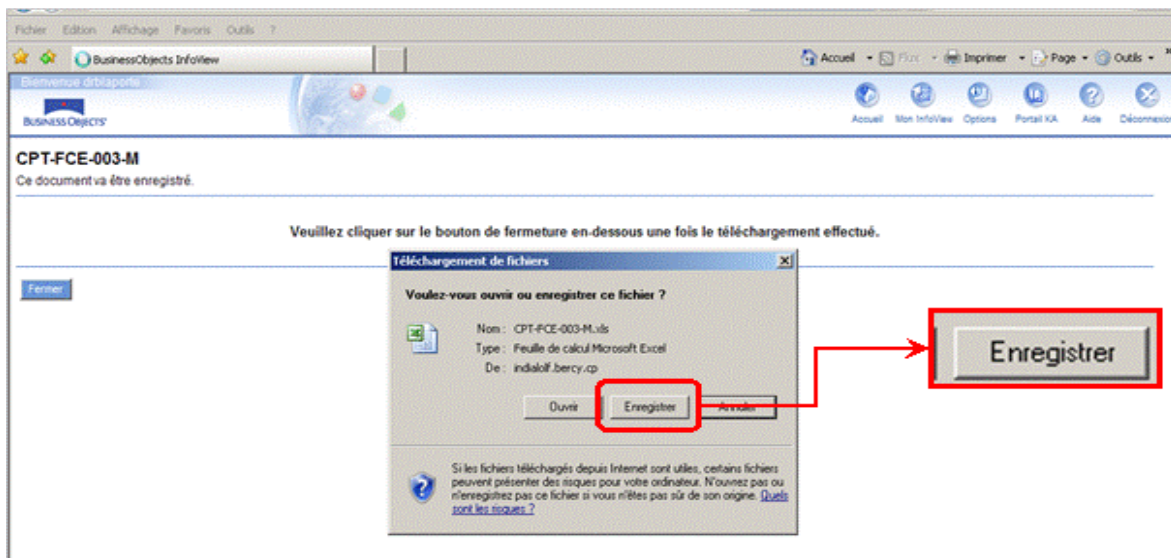 Fichier Edition Affichage Favoris Outils ?
BusinessObjects InfoView
Accueil Flux Imprimer Page Outils »
Bienvenue drblaporte
BUSINESS OBJECTS
Accueil Mon InfoView Options Portail KA Aide Déconnexion
CPT-FCE-003-M
Ce document va être enregistré.
Veuillez cliquer sur le bouton de fermeture en-dessous une fois le téléchargement effectué.
Téléchargement de fichiers
Fermer
Voulez-vous ouvrir ou enregistrer ce fichier ?
Nom : CPT-FCE-003-M.xls
Type : Feuille de calcul Microsoft Excel
De : indialolf.bercy.cp
Enregistrer
Ouvrir Enregistrer Annuler
Si les fichiers téléchargés depuis Internet sont utiles, certains fichiers
peuvent présenter des risques pour votre ordinateur. N'ouvrez pas ou
n'enregistrez pas ce fichier si vous n'êtes pas sûr de son origine. Quels
sont les risques ?